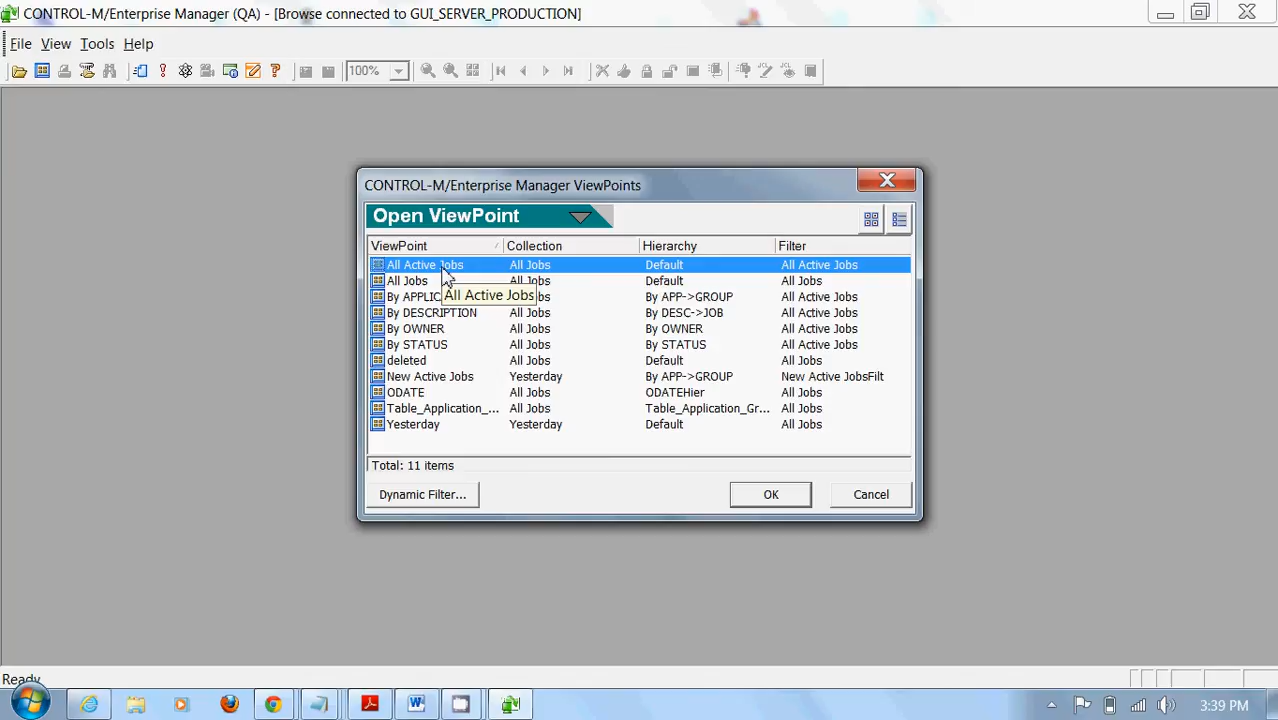 CONTROL-M/Enterprise Manager (QA) - [Browse connected to GUI_SERVER_PRODUCTION]
File View Tools Help
100%
CONTROL-M/Enterprise Manager ViewPoints
Open ViewPoint
ViewPoint Collection Hierarchy Filter
All Active Jobs All Jobs Default All Active Jobs
All Jobs All Jobs Default All Jobs
By APPLIC All Active Jobs bs By APP->GROUP All Active Jobs
By DESCRIPTION All Jobs By DESC->JOB All Active Jobs
By OWNER All Jobs By OWNER All Active Jobs
By STATUS All Jobs By STATUS All Active Jobs
deleted All Jobs Default All Jobs
New Active Jobs Yesterday By APP->GROUP New Active JobsFilt
ODATE All Jobs ODATEHier All Jobs
Table_Application_... All Jobs Table_Application_Gr... All Jobs
Yesterday Yesterday Default All Jobs
Total: 11 items
Dynamic Filter... OK Cancel
Ready
3:39 PM